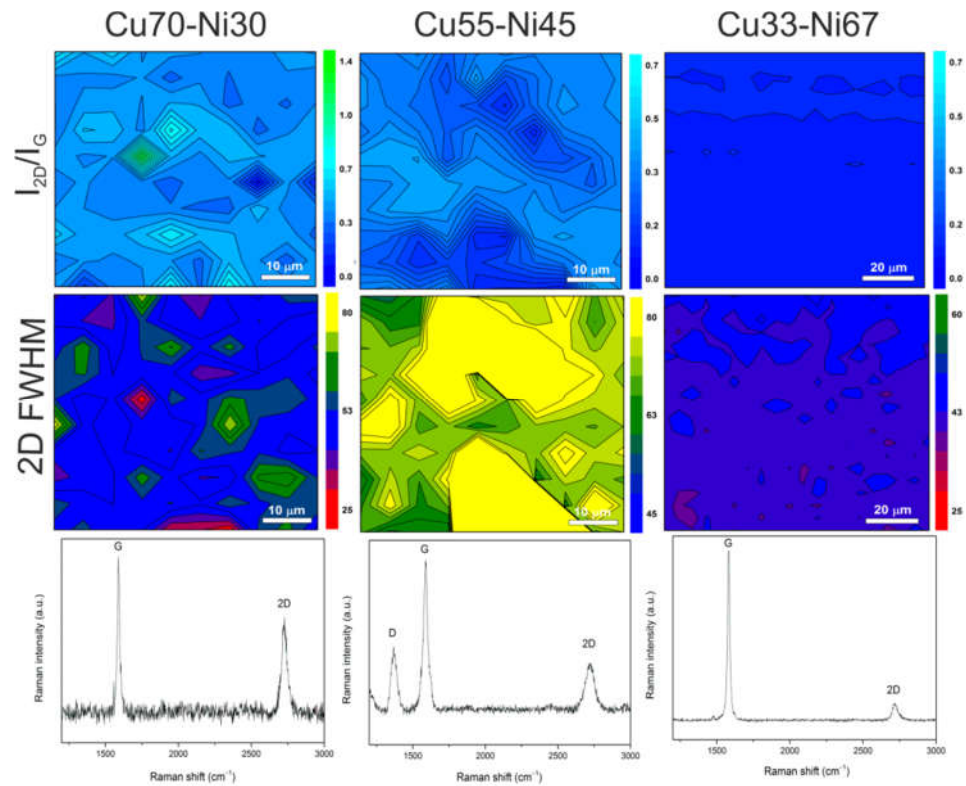 Cu70-Ni30
Cu55-Ni45
Cu33-Ni67
I2D/IG
1.4
1.0
0.7
0.3
0.0
10 μm
0.7
0.5
0.3
0.2
0.0
10 μm
0.7
0.5
0.3
0.2
0.0
20 μm
2D FWHM
80
53
25
10 μm
80
63
45
10 μm
60
43
25
20 μm
Raman intensity (a.u.)
G
2D
1500 2000 2500 3000
Raman shift (cm⁻¹)
Raman intensity (a.u.)
D
G
2D
1500 2000 2500 3000
Raman shift (cm⁻¹)
Raman intensity (a.u.)
G
2D
1500 2000 2500 3000
Raman shift (cm⁻¹)